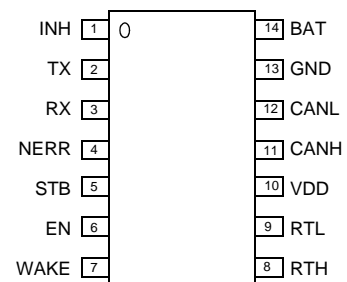 INH 1 14 BAT
TX 2 13 GND
RX 3 12 CANL
NERR 4 11 CANH
STB 5 10 VDD
EN 6 9 RTL
WAKE 7 8 RTH